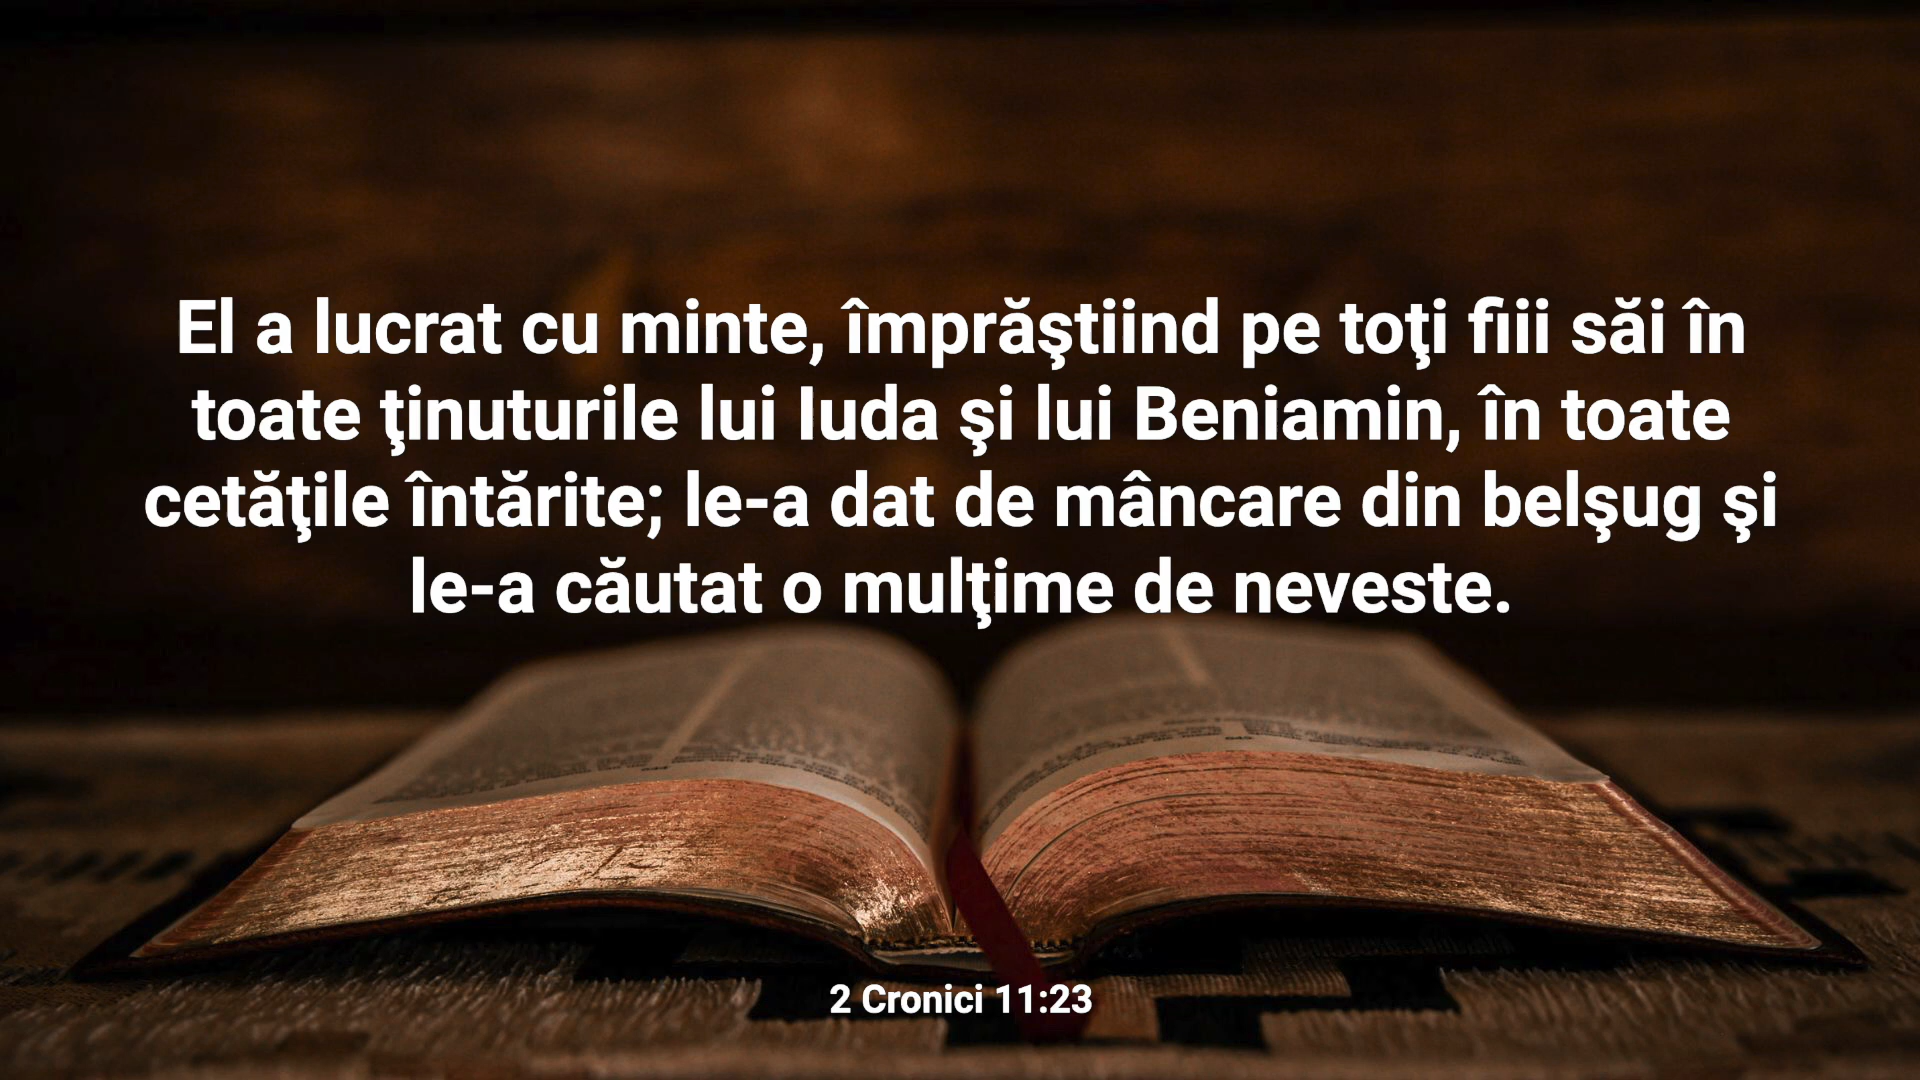 El a lucrat cu minte, împrăştiind pe toţi fiii săi în
toate ţinuturile lui Iuda şi lui Beniamin, în toate
cetăţile întărite; le-a dat de mâncare din belşug şi
le-a căutat o mulţime de neveste.
2 Cronici 11:23